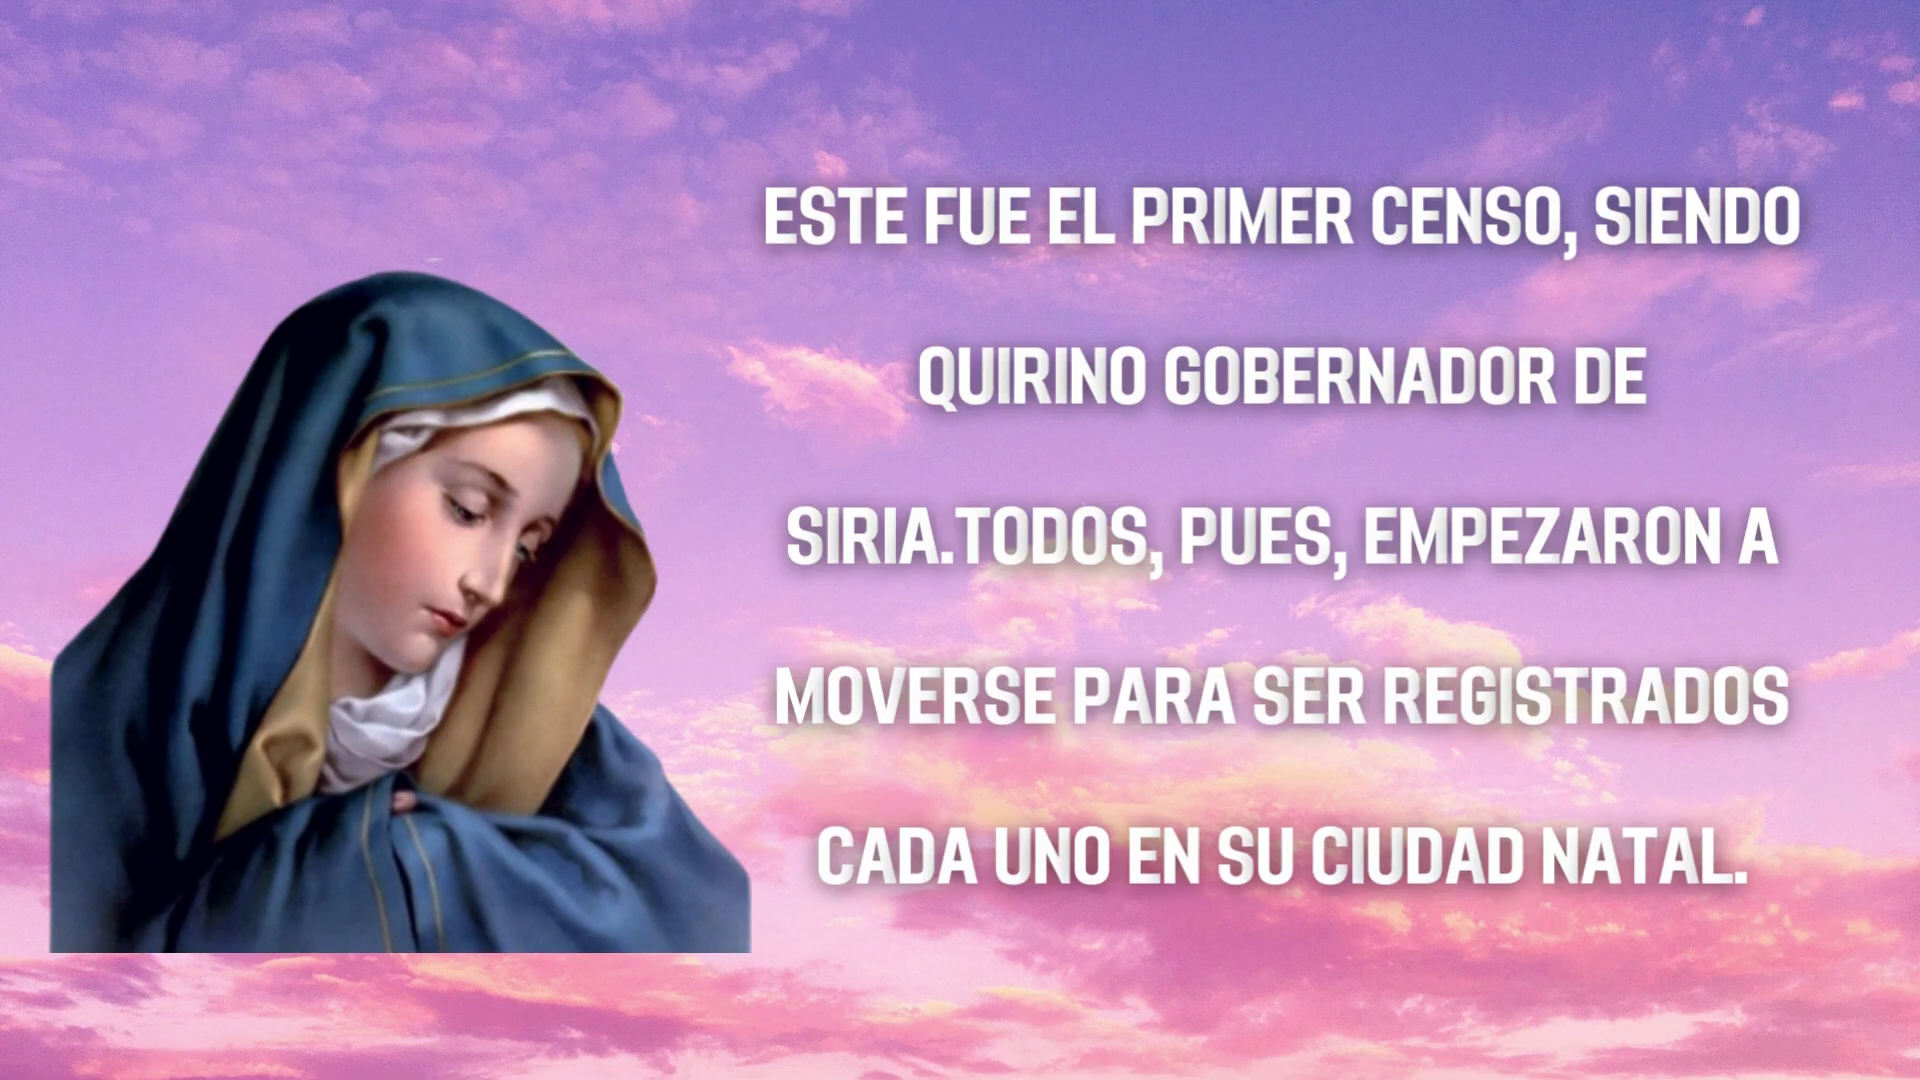 ESTE FUE EL PRIMER CENSO, SIENDO
QUIRINO GOBERNADOR DE
SIRIA.TODOS, PUES, EMPEZARON A
MOVERSE PARA SER REGISTRADOS
CADA UNO EN SU CIUDAD NATAL.